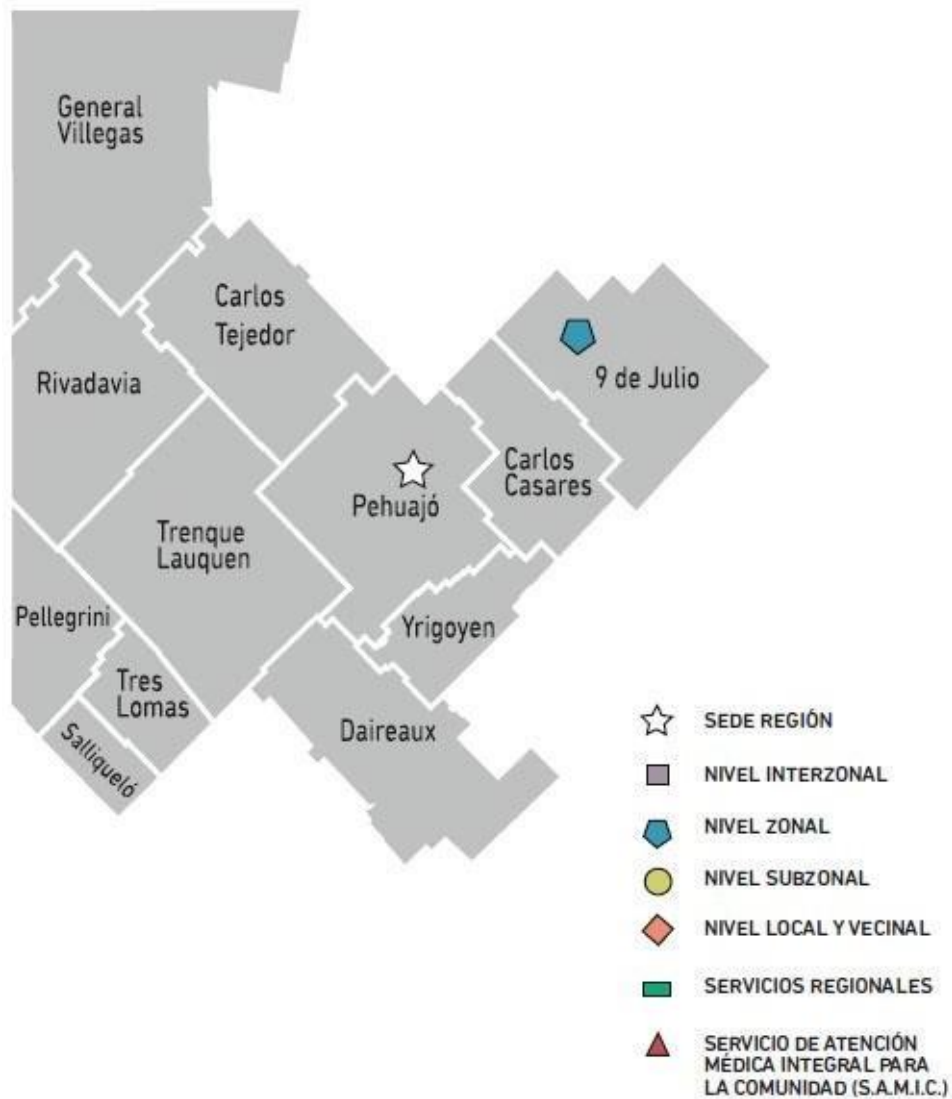 General
Villegas
Carlos
Tejedor
9 de Julio
Rivadavia
Carlos
Casares
Pehuajó
Trenque
Lauquen
Pellegrini
Yrigoyen
Tres
Lomas
Daireaux
Salliqueló
SEDE REGIÓN
NIVEL INTERZONAL
NIVEL ZONAL
NIVEL SUBZONAL
NIVEL LOCAL Y VECINAL
SERVICIOS REGIONALES
SERVICIO DE ATENCIÓN
MÉDICA INTEGRAL PARA
LA COMUNIDAD (S.A.M.I.C.)